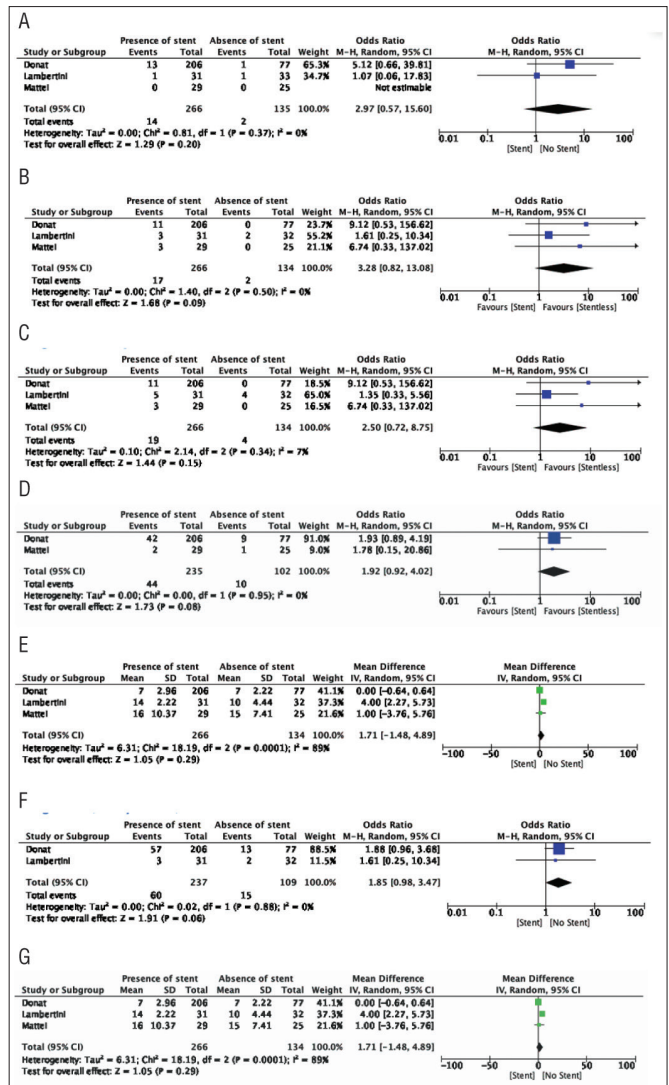 A
Presence of stent Absence of stent Odds Ratio Odds Ratio
Study or Subgroup Events Total Events Total Weight M-H, Random, 95% CI M-H, Random, 95% CI
Donat 13 206 1 77 65.3% 5.12 [0.66, 39.81]
Lambertini 1 31 1 33 34.7% 1.07 [0.06, 17.83]
Mattei 0 29 0 25 Not estimable
Total (95% CI) 266 135 100.0% 2.97 [0.57, 15.60]
Total events 14 2
Heterogeneity: Tau² = 0.00; Chi² = 0.81, df = 1 (P = 0.37); I² = 0%
Test for overall effect: Z = 1.29 (P = 0.20)
0.01 0.1 1 10 100
[Stent] [No Stent]
B
Presence of stent Absence of stent Odds Ratio Odds Ratio
Study or Subgroup Events Total Events Total Weight M-H, Random, 95% CI M-H, Random, 95% CI
Donat 11 206 0 77 23.7% 9.12 [0.53, 156.62]
Lambertini 3 31 2 32 55.2% 1.61 [0.25, 10.34]
Mattei 3 29 0 25 21.1% 6.74 [0.33, 137.02]
Total (95% CI) 266 134 100.0% 3.28 [0.82, 13.08]
Total events 17 2
Heterogeneity: Tau² = 0.00; Chi² = 1.40, df = 2 (P = 0.50); I² = 0%
Test for overall effect: Z = 1.68 (P = 0.09)
0.01 0.1 1 10 100
Favours [Stent] Favours [Stentless]
C
Presence of stent Absence of stent Odds Ratio Odds Ratio
Study or Subgroup Events Total Events Total Weight M-H, Random, 95% CI M-H, Random, 95% CI
Donat 11 206 0 77 18.5% 9.12 [0.53, 156.62]
Lambertini 5 31 4 32 65.0% 1.35 [0.33, 5.56]
Mattei 3 29 0 25 16.5% 6.74 [0.33, 137.02]
Total (95% CI) 266 134 100.0% 2.50 [0.72, 8.75]
Total events 19 4
Heterogeneity: Tau² = 0.10; Chi² = 2.14, df = 2 (P = 0.34); I² = 7%
Test for overall effect: Z = 1.44 (P = 0.15)
0.01 0.1 1 10 100
Favours [Stent] Favours [Stentless]
D
Presence of stent Absence of stent Odds Ratio Odds Ratio
Study or Subgroup Events Total Events Total Weight M-H, Random, 95% CI M-H, Random, 95% CI
Donat 42 206 9 77 91.0% 1.93 [0.89, 4.19]
Mattei 2 29 1 25 9.0% 1.78 [0.15, 20.86]
Total (95% CI) 235 102 100.0% 1.92 [0.92, 4.02]
Total events 44 10
Heterogeneity: Tau² = 0.00; Chi² = 0.00, df = 1 (P = 0.95); I² = 0%
Test for overall effect: Z = 1.73 (P = 0.08)
0.01 0.1 1 10 100
Favours [Stent] Favours [Stentless]
E
Presence of stent Absence of stent Mean Difference Mean Difference
Study or Subgroup Mean SD Total Mean SD Total Weight IV, Random, 95% CI IV, Random, 95% CI
Donat 7 2.96 206 7 2.22 77 41.1% 0.00 [-0.64, 0.64]
Lambertini 14 2.22 31 10 4.44 32 37.3% 4.00 [2.27, 5.73]
Mattei 16 10.37 29 15 7.41 25 21.6% 1.00 [-3.76, 5.76]
Total (95% CI) 266 134 100.0% 1.71 [-1.48, 4.89]
Heterogeneity: Tau² = 6.31; Chi² = 18.19, df = 2 (P = 0.0001); I² = 89%
Test for overall effect: Z = 1.05 (P = 0.29)
-100 -50 0 50 100
[Stent] [No Stent]
F
Presence of stent Absence of stent Odds Ratio Odds Ratio
Study or Subgroup Events Total Events Total Weight M-H, Random, 95% CI M-H, Random, 95% CI
Donat 57 206 13 77 88.5% 1.88 [0.96, 3.68]
Lambertini 3 31 2 32 11.5% 1.61 [0.25, 10.34]
Total (95% CI) 237 109 100.0% 1.85 [0.98, 3.47]
Total events 60 15
Heterogeneity: Tau² = 0.00; Chi² = 0.02, df = 1 (P = 0.88); I² = 0%
Test for overall effect: Z = 1.91 (P = 0.06)
0.01 0.1 1 10 100
[Stent] [No Stent]
G
Presence of stent Absence of stent Mean Difference Mean Difference
Study or Subgroup Mean SD Total Mean SD Total Weight IV, Random, 95% CI IV, Random, 95% CI
Donat 7 2.96 206 7 2.22 77 41.1% 0.00 [-0.64, 0.64]
Lambertini 14 2.22 31 10 4.44 32 37.3% 4.00 [2.27, 5.73]
Mattei 16 10.37 29 15 7.41 25 21.6% 1.00 [-3.76, 5.76]
Total (95% CI) 266 134 100.0% 1.71 [-1.48, 4.89]
Heterogeneity: Tau² = 6.31; Chi² = 18.19, df = 2 (P = 0.0001); I² = 89%
Test for overall effect: Z = 1.05 (P = 0.29)
-100 -50 0 50 100
[Stent] [No Stent]